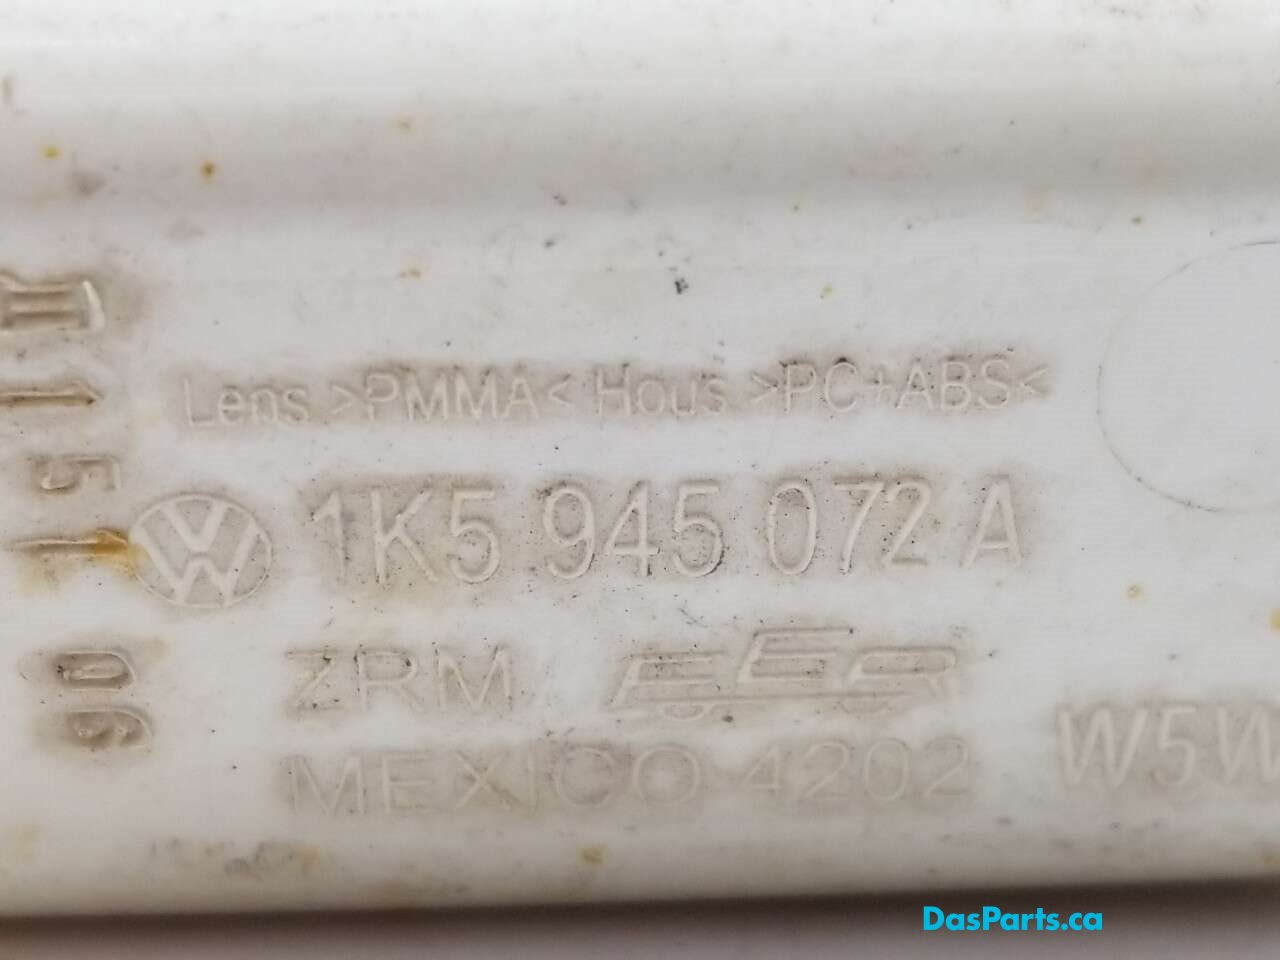 Lens >PMMA< Hous >PC+ABS<
1K5 945 072 A
ZRM
MEXICO 4202
W5W
DasParts.ca